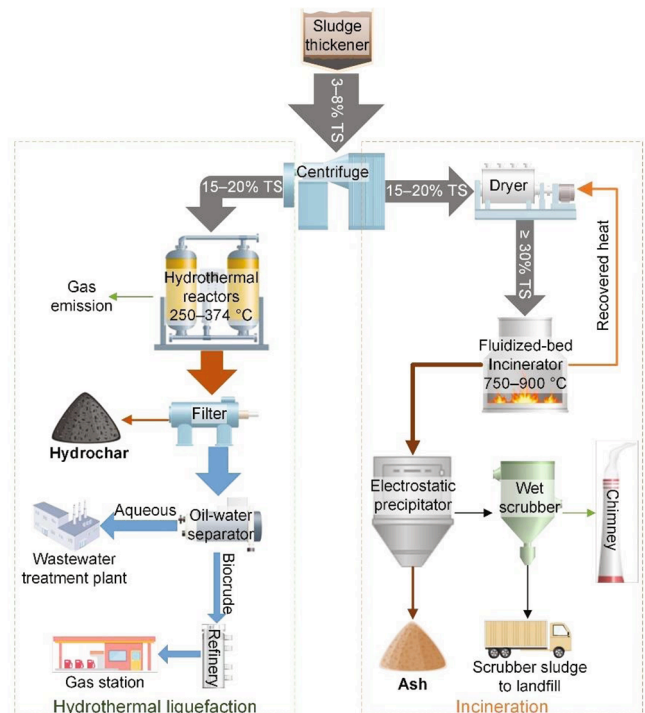 Sludge
thickener
3–8% TS
Centrifuge
15–20% TS
15–20% TS
Dryer
Hydrothermal
reactors
250–374 °C
Gas
emission
≥ 30% TS
Recovered heat
Fluidized-bed
Incinerator
750–900 °C
Filter
Hydrochar
Electrostatic
precipitator
Wet
scrubber
Chimney
Aqueous
Oil-water
separator
Wastewater
treatment plant
Biocrude
Refinery
Gas station
Ash
Scrubber sludge
to landfill
Hydrothermal liquefaction
Incineration